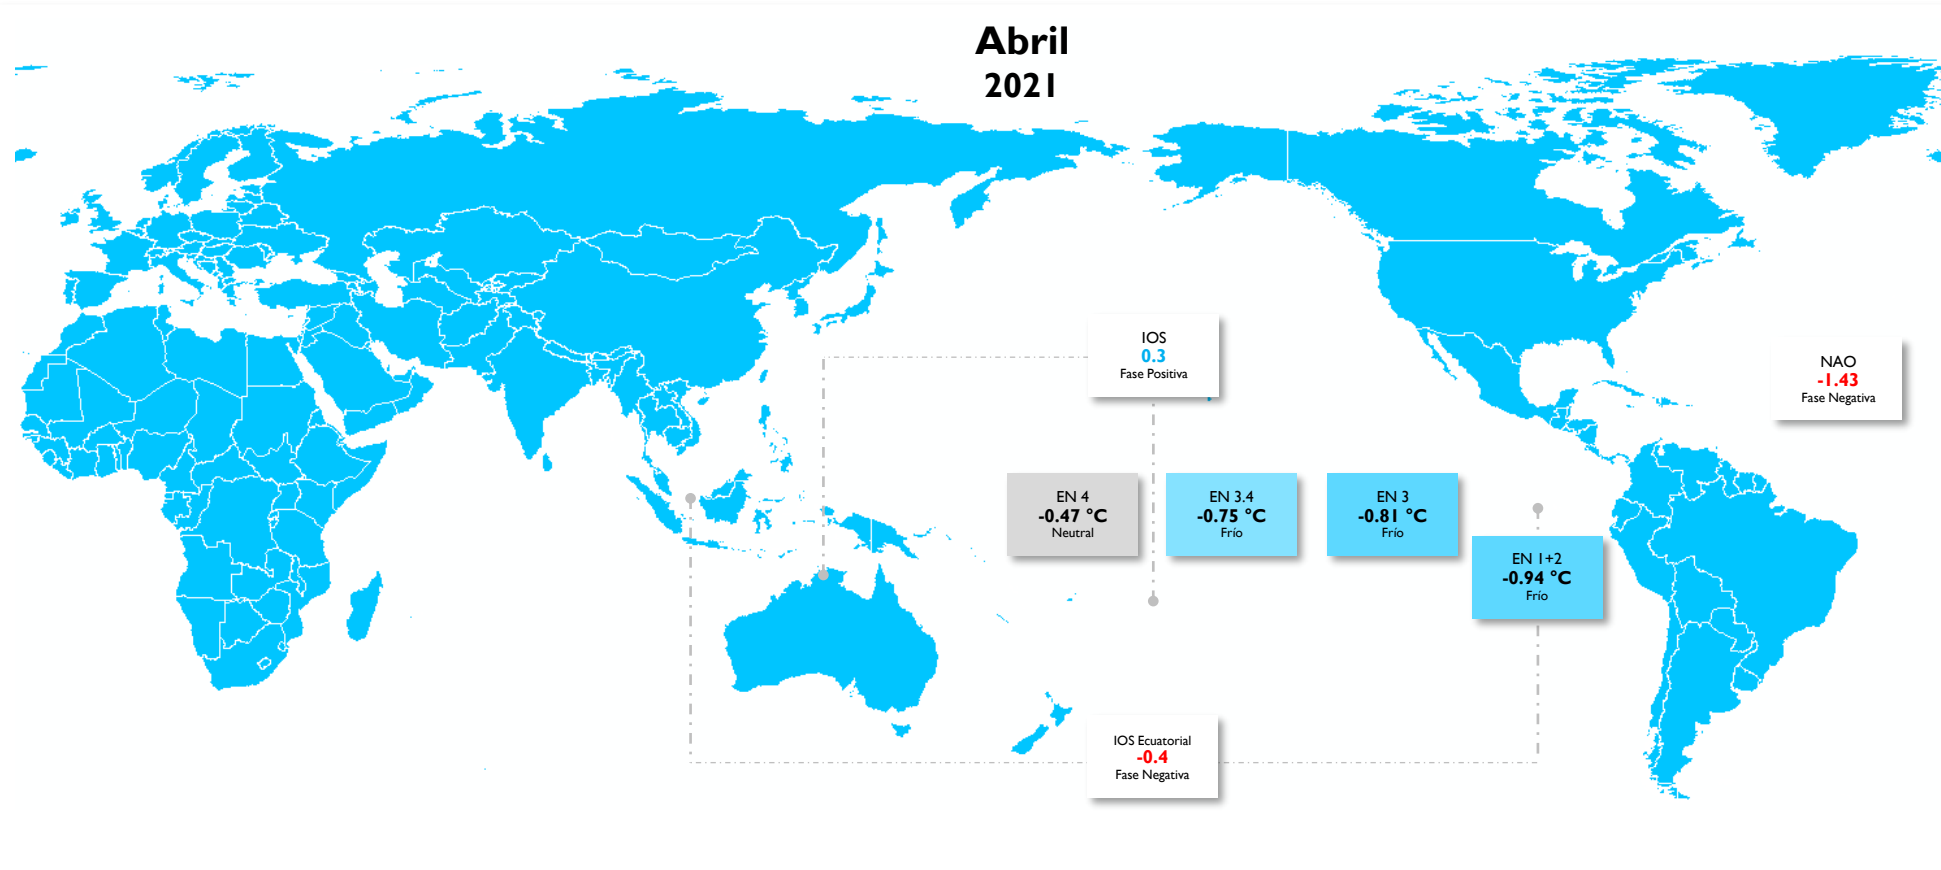 Abril
2021
IOS
0.3
Fase Positiva
NAO
-1.43
Fase Negativa
EN 4
-0.47 °C
Neutral
EN 3.4
-0.75 °C
Frío
EN 3
-0.81 °C
Frío
EN 1+2
-0.94 °C
Frío
IOS Ecuatorial
-0.4
Fase Negativa